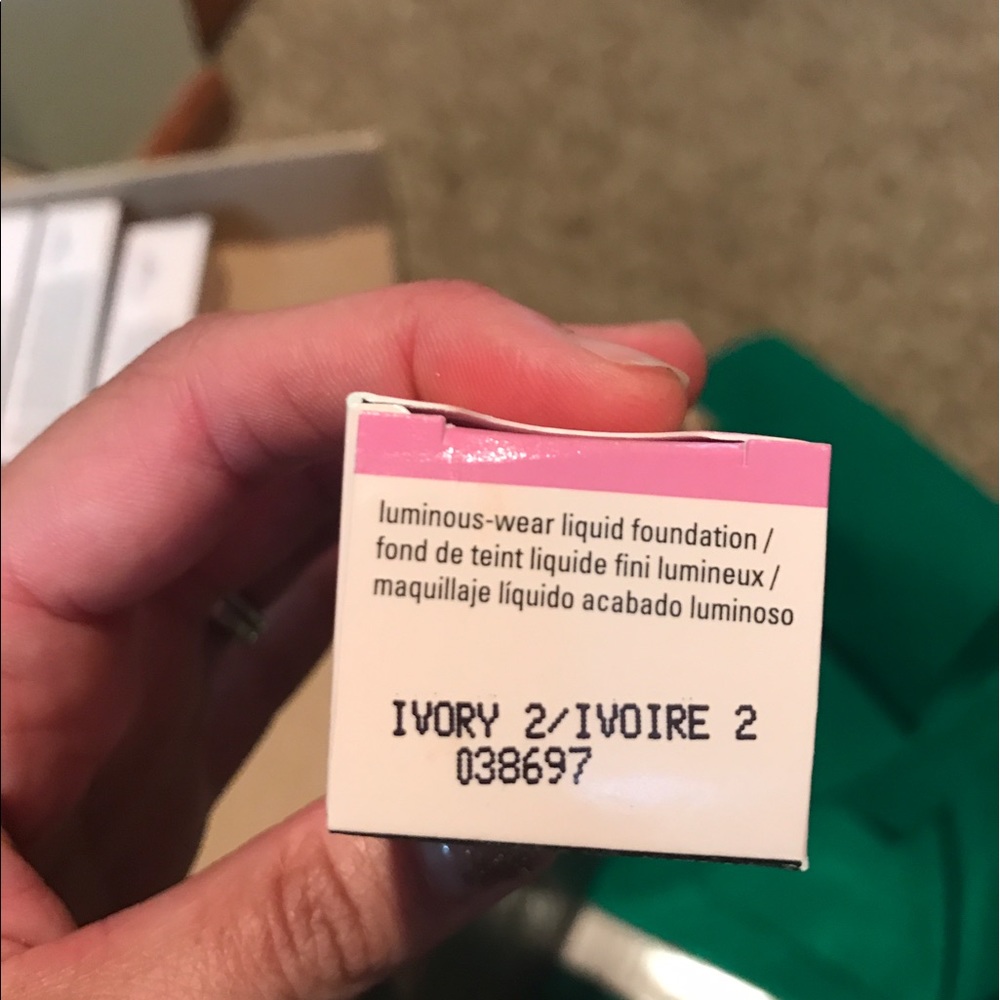 luminous-wear liquid foundation /
fond de teint liquide fini lumineux /
maquillaje líquido acabado luminoso
IVORY 2/IVOIRE 2
038697